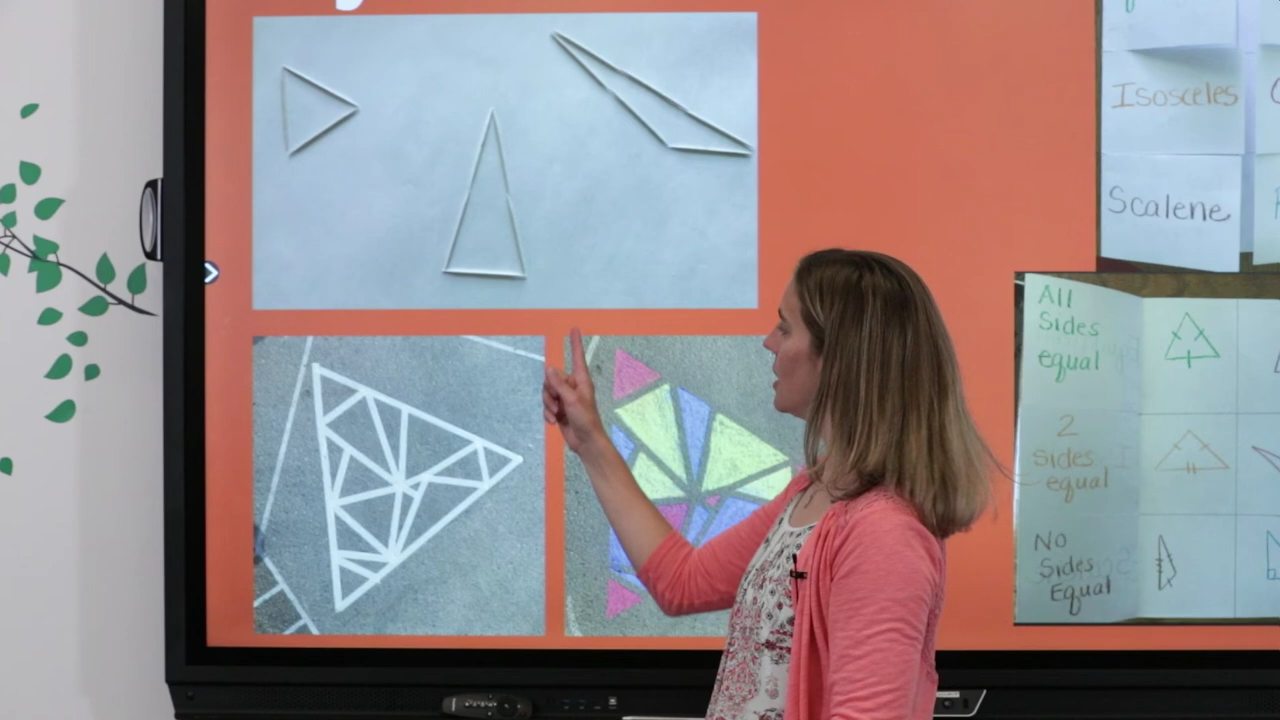 Isosceles
Scalene
All
Sides
equal
2
sides
equal
No
Sides
Equal